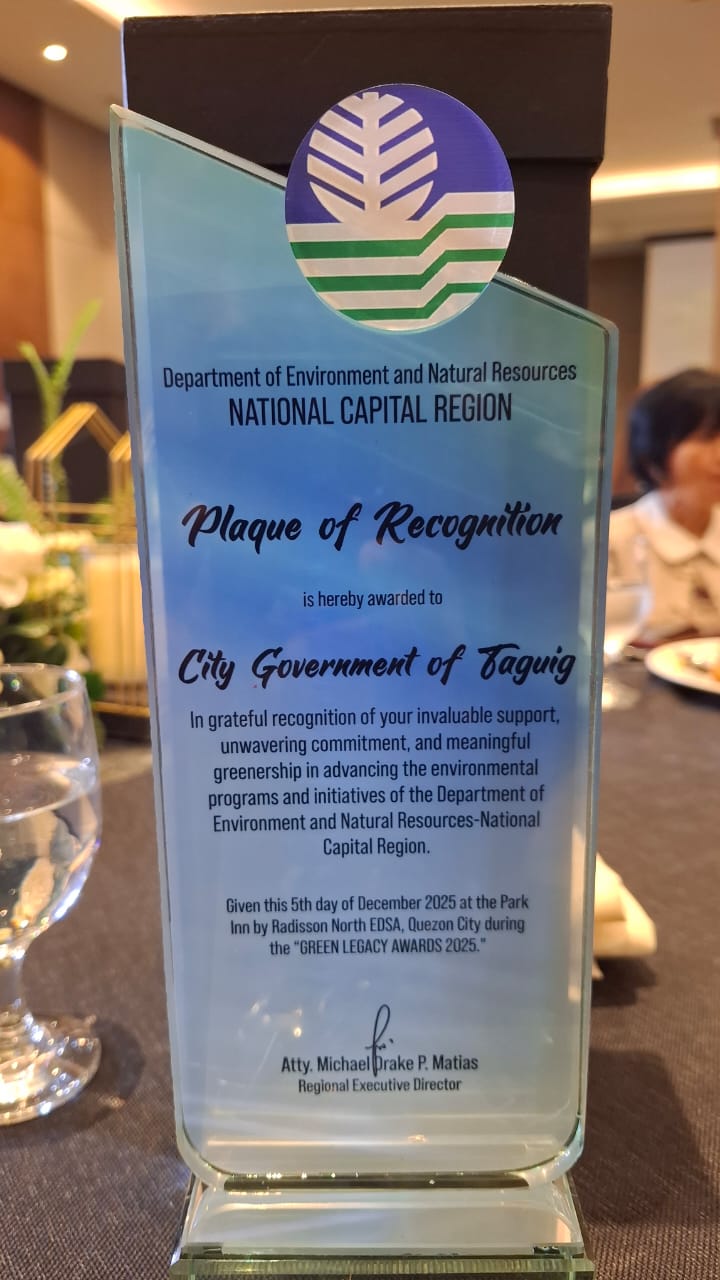 Department of Environment and Natural Resources
NATIONAL CAPITAL REGION
Plaque of Recognition
is hereby awarded to
City Government of Taguig
In grateful recognition of your invaluable support,
unwavering commitment, and meaningful
greenership in advancing the environmental
programs and initiatives of the Department of
Environment and Natural Resources-National
Capital Region.
Given this 5th day of December 2025 at the Park
Inn by Radisson North EDSA, Quezon City during
the "GREEN LEGACY AWARDS 2025."
Atty. Michael Drake P. Matias
Regional Executive Director